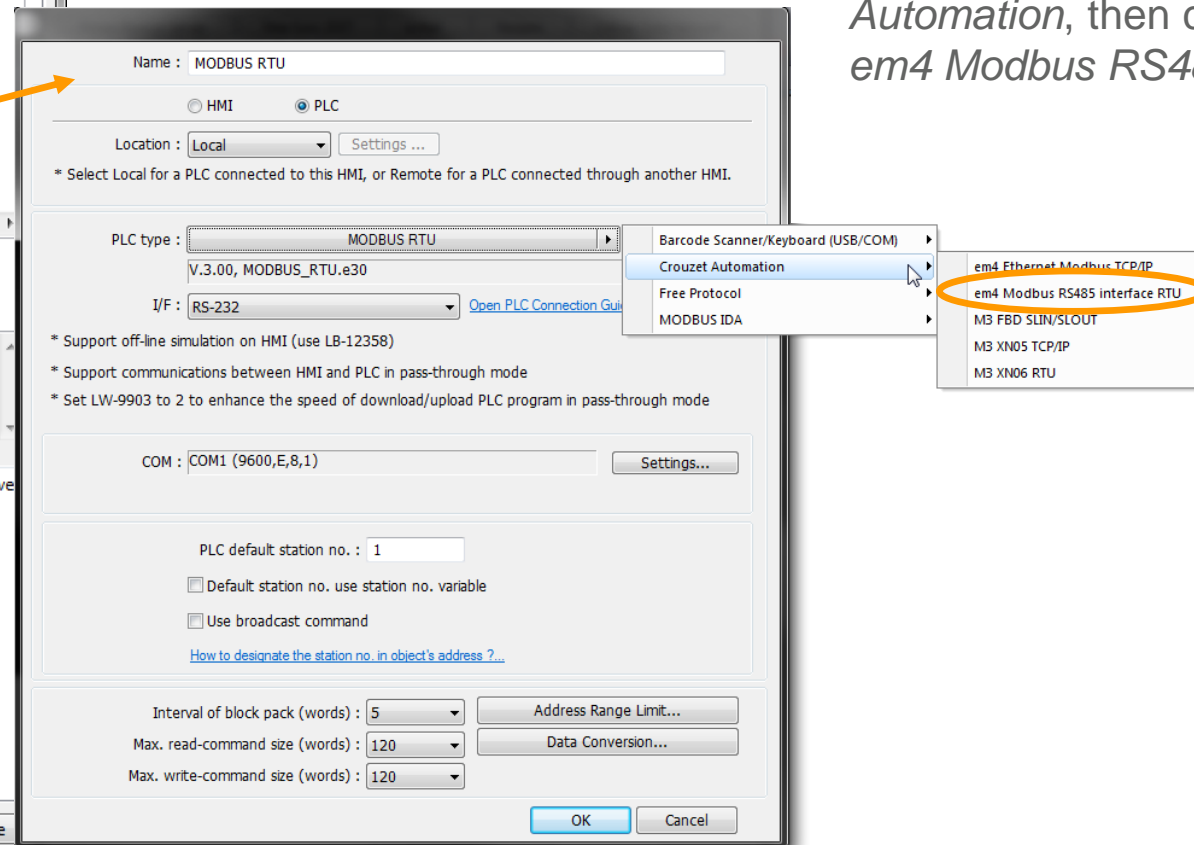 Automation, then c
em4 Modbus RS48
Name : MODBUS RTU
HMI PLC
Location : Local Settings ...
* Select Local for a PLC connected to this HMI, or Remote for a PLC connected through another HMI.
PLC type : MODBUS RTU
V.3.00, MODBUS_RTU.e30
I/F : RS-232 Open PLC Connection Gui
Barcode Scanner/Keyboard (USB/COM)
Crouzet Automation
Free Protocol
MODBUS IDA
em4 Ethernet Modbus TCP/IP
em4 Modbus RS485 interface RTU
M3 FBD SLIN/SLOUT
M3 XN05 TCP/IP
M3 XN06 RTU
* Support off-line simulation on HMI (use LB-12358)
* Support communications between HMI and PLC in pass-through mode
* Set LW-9903 to 2 to enhance the speed of download/upload PLC program in pass-through mode
COM : COM1 (9600,E,8,1) Settings...
ve
PLC default station no. : 1
Default station no. use station no. variable
Use broadcast command
How to designate the station no. in object's address ?...
Interval of block pack (words) : 5 Address Range Limit...
Max. read-command size (words) : 120 Data Conversion...
Max. write-command size (words) : 120
OK Cancel
e